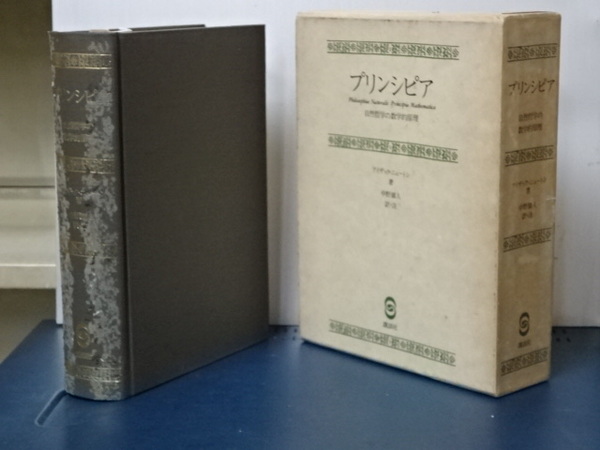 ンシピ
プリンシピア
Philosophiae Naturalis Principia Mathematica
自然哲学の数学的原理
アイザック・ニュートン
著
中野猿人
訳・注
講談社
プリンシピア
自然哲学の
数学的原理
アイザック・ニュートン
著
中野猿人
訳・注
講談社